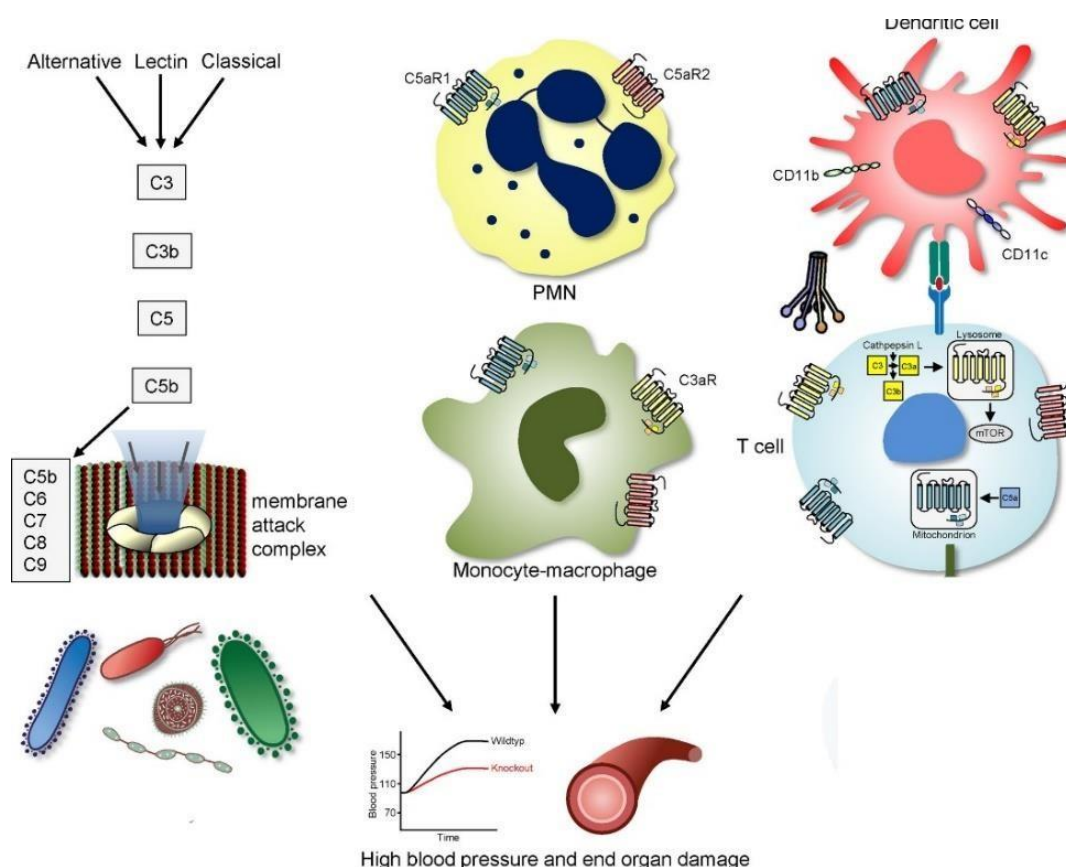 Alternative Lectin Classical
C3
C3b
C5
C5b
C5b
C6
C7
C8
C9
membrane
attack
complex
C5aR1
C5aR2
PMN
C3aR
Monocyte-macrophage
Dendritic cell
CD11b
CD11c
Cathpepsin L
C3
C3a
C3b
Lysosome
mTOR
T cell
C5a
Mitochondrion
Blood pressure
150
110
70
Wildtyp
Knockout
Time
High blood pressure and end organ damage